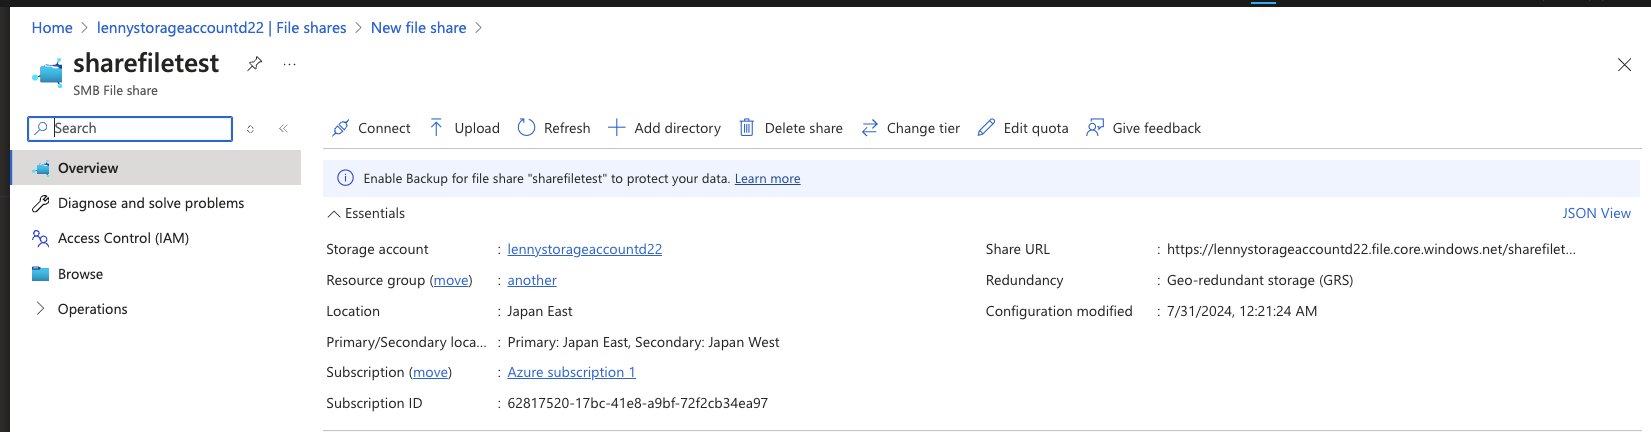 Home > lennystorageaccountd22 | File shares > New file share >
sharefiletest ...
SMB File share
Search
Connect Upload Refresh Add directory Delete share Change tier Edit quota Give feedback
Overview
Diagnose and solve problems
Access Control (IAM)
Browse
Operations
Enable Backup for file share "sharefiletest" to protect your data. Learn more
Essentials JSON View
Storage account : lennystorageaccountd22
Resource group (move) : another
Location : Japan East
Primary/Secondary loca... : Primary: Japan East, Secondary: Japan West
Subscription (move) : Azure subscription 1
Subscription ID : 62817520-17bc-41e8-a9bf-72f2cb34ea97
Share URL : https://lennystorageaccountd22.file.core.windows.net/sharefilet...
Redundancy : Geo-redundant storage (GRS)
Configuration modified : 7/31/2024, 12:21:24 AM